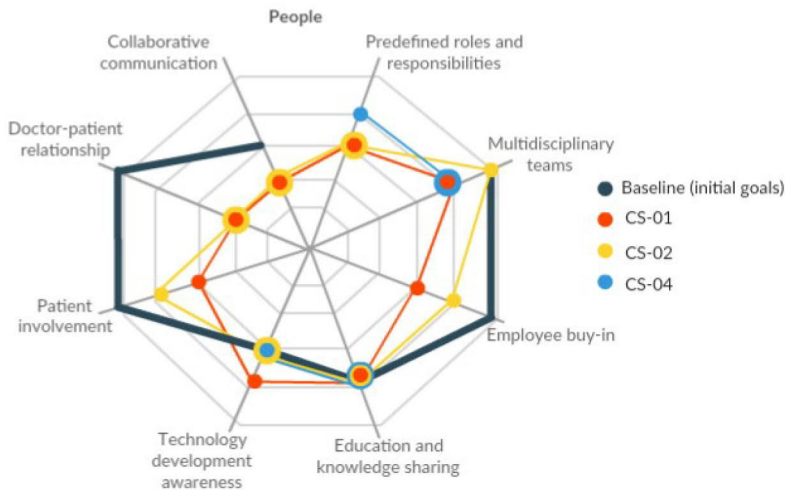 People
Collaborative
communication
Predefined roles and
responsibilities
Doctor-patient
relationship
Multidisciplinary
teams
Baseline (initial goals)
CS-01
CS-02
CS-04
Patient
involvement
Employee buy-in
Technology
development
awareness
Education and
knowledge sharing